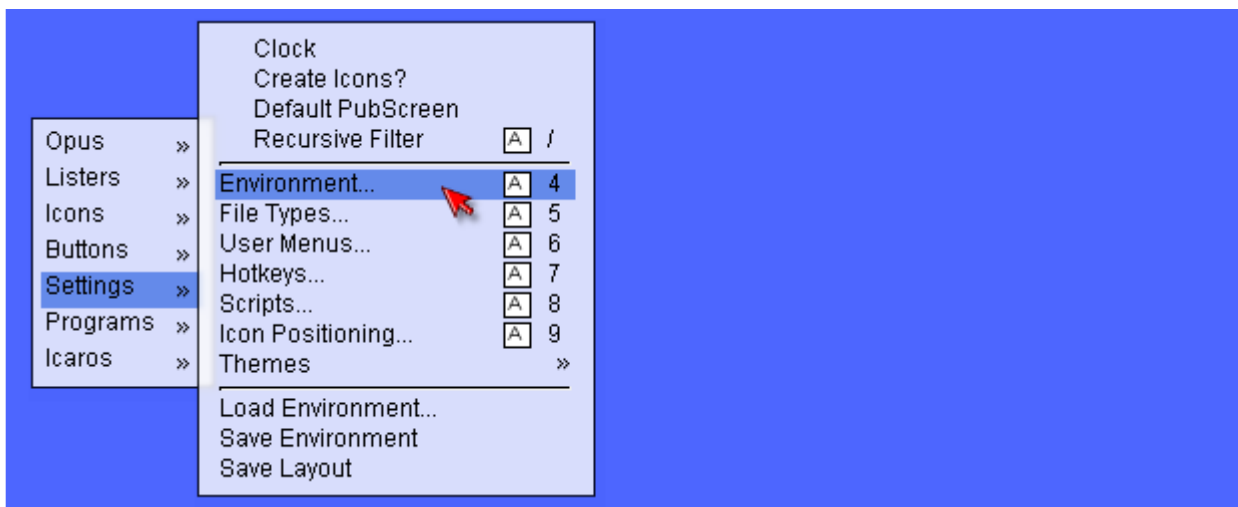 Opus »
Listers »
Icons »
Buttons »
Settings »
Programs »
Icaros »
Clock
Create Icons?
Default PubScreen
Recursive Filter A /
Environment... A 4
File Types... A 5
User Menus... A 6
Hotkeys... A 7
Scripts... A 8
Icon Positioning... A 9
Themes »
Load Environment...
Save Environment
Save Layout